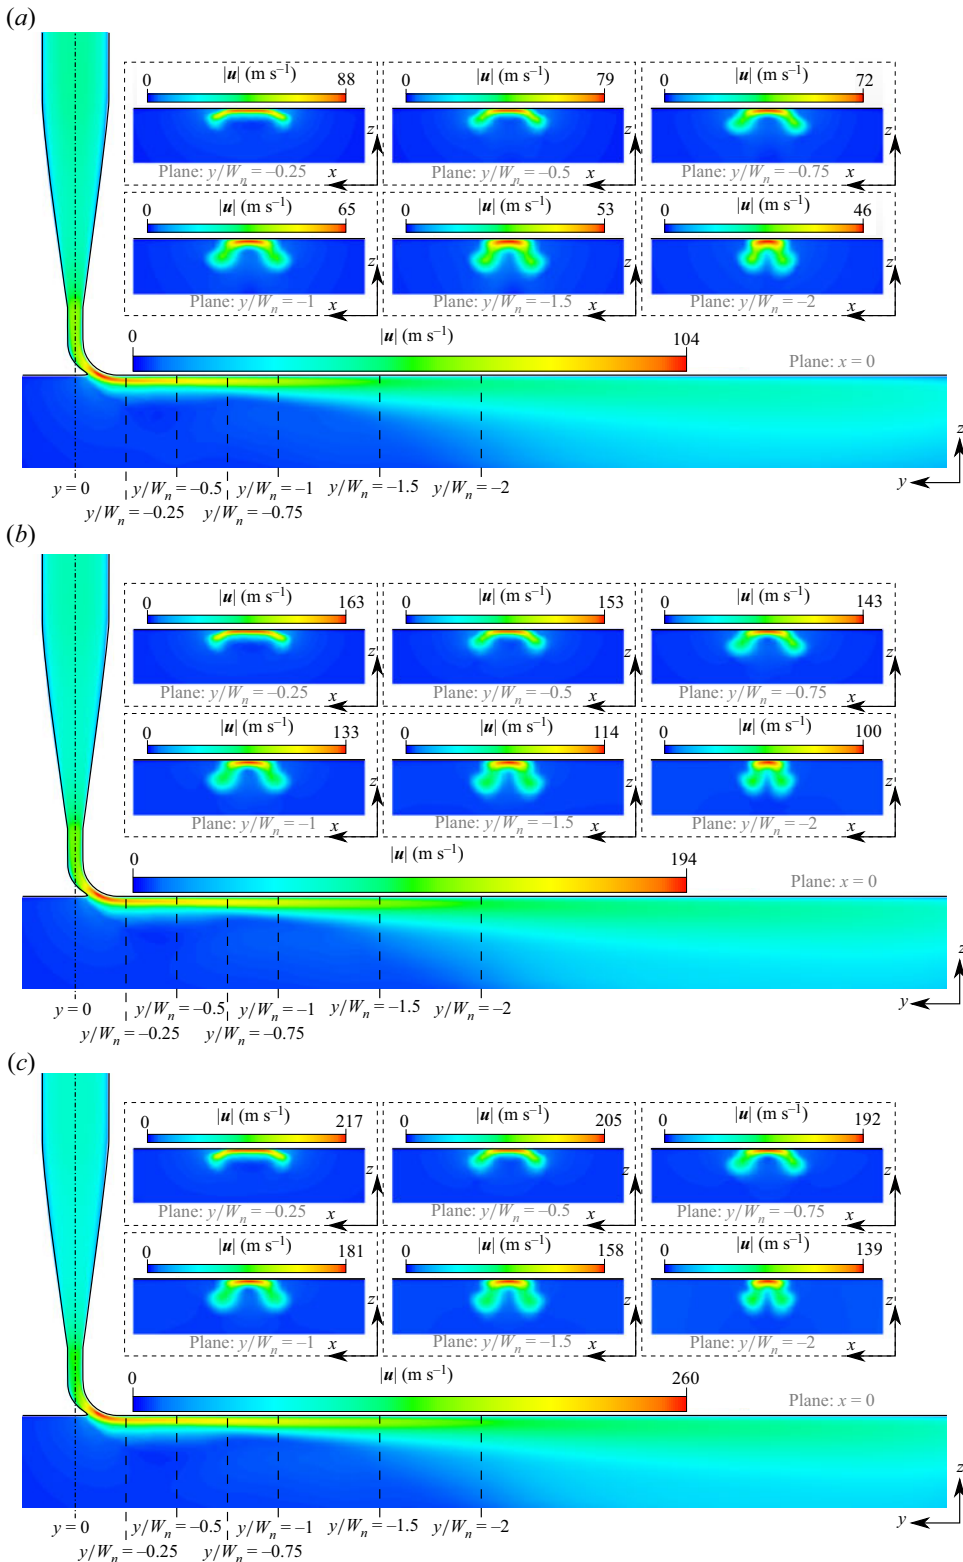 (a)
|u| (m s⁻¹) |u| (m s⁻¹) |u| (m s⁻¹)
0 88 0 79 0 72
z z z
Plane: y/Wₙ = –0.25 x Plane: y/Wₙ = –0.5 x Plane: y/Wₙ = –0.75 x
|u| (m s⁻¹) |u| (m s⁻¹) |u| (m s⁻¹)
0 65 0 53 0 46
z z z
Plane: y/Wₙ = –1 x Plane: y/Wₙ = –1.5 x Plane: y/Wₙ = –2 x
|u| (m s⁻¹)
0 104
Plane: x = 0
z
y
y = 0 y/Wₙ = –0.5 y/Wₙ = –1 y/Wₙ = –1.5 y/Wₙ = –2
y/Wₙ = –0.25 y/Wₙ = –0.75
(b)
|u| (m s⁻¹) |u| (m s⁻¹) |u| (m s⁻¹)
0 163 0 153 0 143
z z z
Plane: y/Wₙ = –0.25 x Plane: y/Wₙ = –0.5 x Plane: y/Wₙ = –0.75 x
|u| (m s⁻¹) |u| (m s⁻¹) |u| (m s⁻¹)
0 133 0 114 0 100
z z z
Plane: y/Wₙ = –1 x Plane: y/Wₙ = –1.5 x Plane: y/Wₙ = –2 x
|u| (m s⁻¹)
0 194
Plane: x = 0
z
y
y = 0 y/Wₙ = –0.5 y/Wₙ = –1 y/Wₙ = –1.5 y/Wₙ = –2
y/Wₙ = –0.25 y/Wₙ = –0.75
(c)
|u| (m s⁻¹) |u| (m s⁻¹) |u| (m s⁻¹)
0 217 0 205 0 192
z z z
Plane: y/Wₙ = –0.25 x Plane: y/Wₙ = –0.5 x Plane: y/Wₙ = –0.75 x
|u| (m s⁻¹) |u| (m s⁻¹) |u| (m s⁻¹)
0 181 0 158 0 139
z z z
Plane: y/Wₙ = –1 x Plane: y/Wₙ = –1.5 x Plane: y/Wₙ = –2 x
|u| (m s⁻¹)
0 260
Plane: x = 0
z
y
y = 0 y/Wₙ = –0.5 y/Wₙ = –1 y/Wₙ = –1.5 y/Wₙ = –2
y/Wₙ = –0.25 y/Wₙ = –0.75